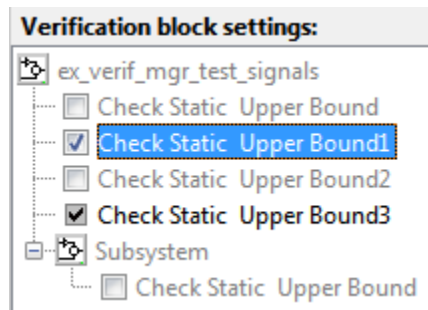 Verification block settings:
ex_verif_mgr_test_signals
Check Static Upper Bound
Check Static Upper Bound1
Check Static Upper Bound2
Check Static Upper Bound3
Subsystem
Check Static Upper Bound